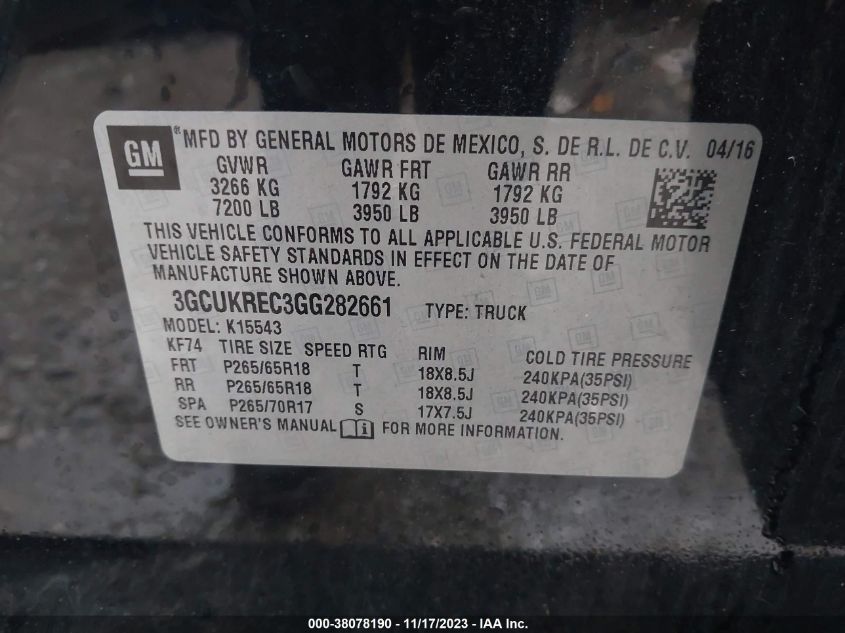 GM ® MFD BY GENERAL MOTORS DE MEXICO, S. DE R.L. DE C.V. 04/16
GVWR GAWR FRT GAWR RR
3266 KG 1792 KG 1792 KG
7200 LB 3950 LB 3950 LB
THIS VEHICLE CONFORMS TO ALL APPLICABLE U.S. FEDERAL MOTOR
VEHICLE SAFETY STANDARDS IN EFFECT ON THE DATE OF
MANUFACTURE SHOWN ABOVE.
3GCUKREC3GG282661 TYPE: TRUCK
MODEL: K15543
KF74 TIRE SIZE SPEED RTG RIM COLD TIRE PRESSURE
FRT P265/65R18 T 18X8.5J 240KPA(35PSI)
RR P265/65R18 T 18X8.5J 240KPA(35PSI)
SPA P265/70R17 S 17X7.5J 240KPA(35PSI)
SEE OWNER'S MANUAL FOR MORE INFORMATION.
000-38078190 - 11/17/2023 - IAA Inc.